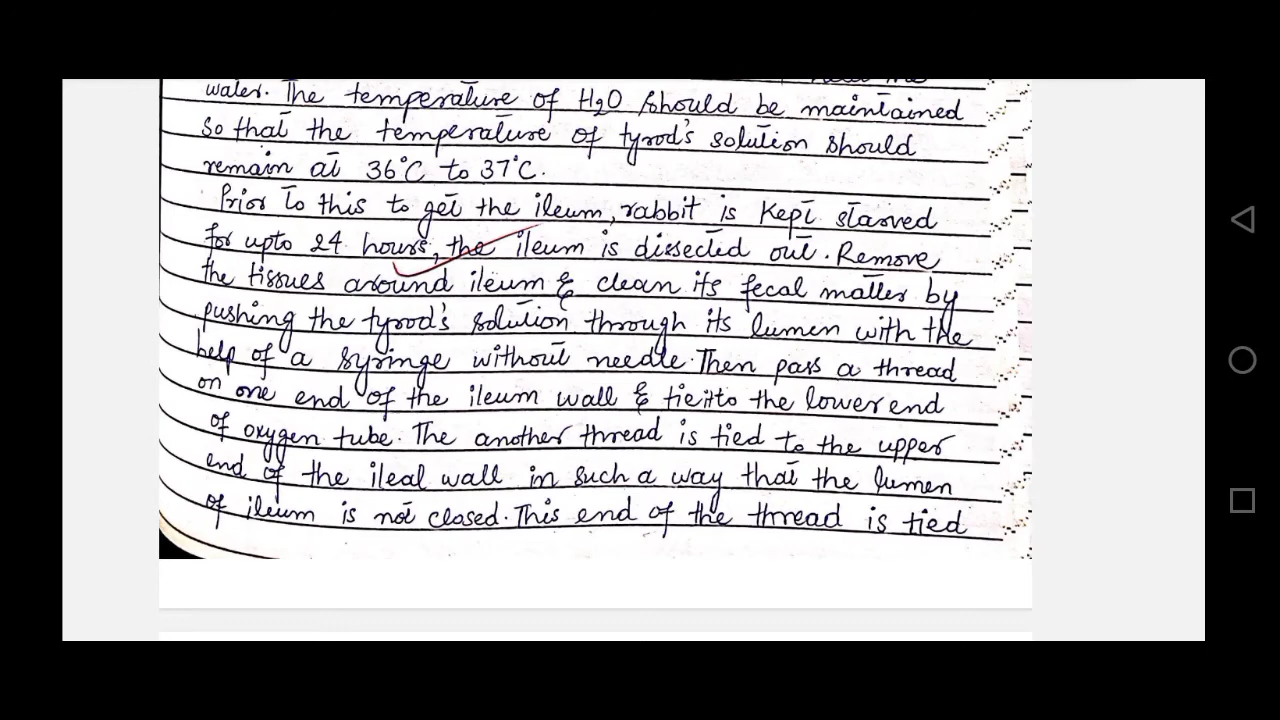 water. The temperature of H2O should be maintained
so that the temperature of tyrod's solution should
remain at 36°C to 37°C.
Prior to this to get the ileum, rabbit is kept starved
for upto 24 hours, the ileum is dissected out. Remove
the tissues around ileum & clean its fecal matter by
pushing the tyrod's solution through its lumen with the
help of a syringe without needle. Then pass a thread
on one end of the ileum wall & tie it to the lower end
of oxygen tube. The another thread is tied to the upper
end of the ileal wall in such a way that the lumen
of ileum is not closed. This end of the thread is tied